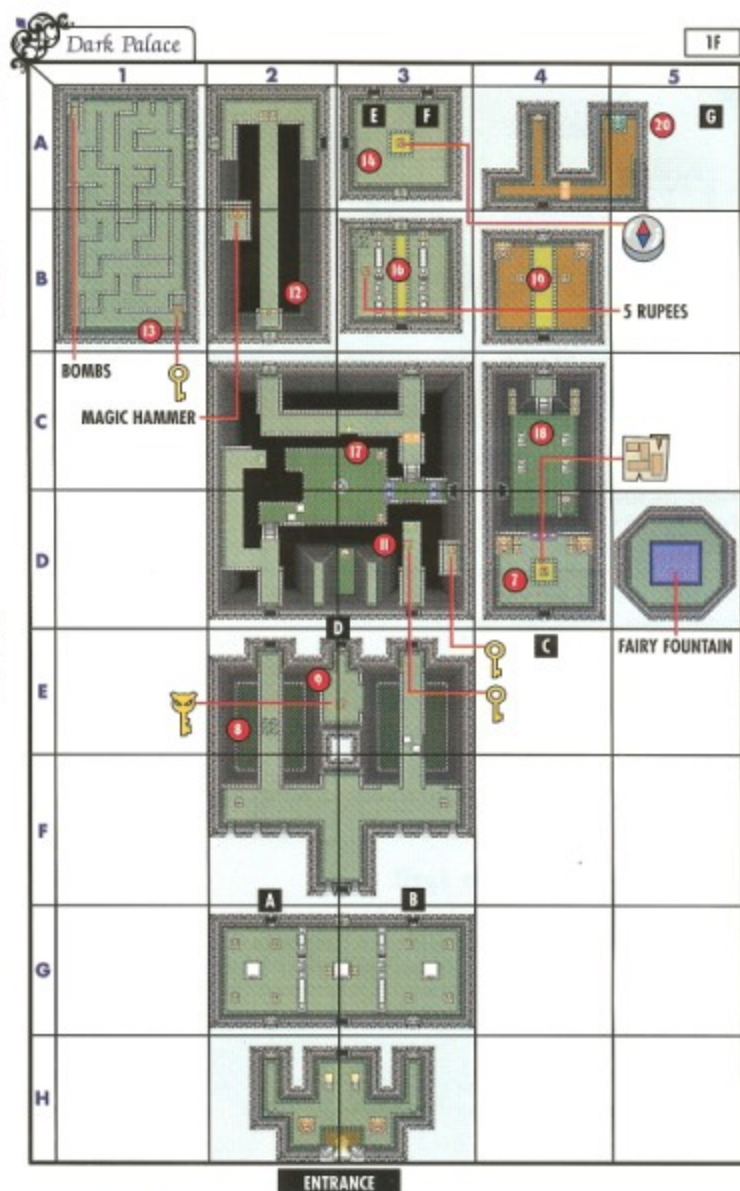 Dark Palace
1F
1 2 3 4 5
A
E F
G
20
14
B
16
19
12
13
5 RUPEES
BOMBS
C
MAGIC HAMMER
18
17
D
11
7
D
C
FAIRY FOUNTAIN
E
9
8
F
A B
G
H
ENTRANCE